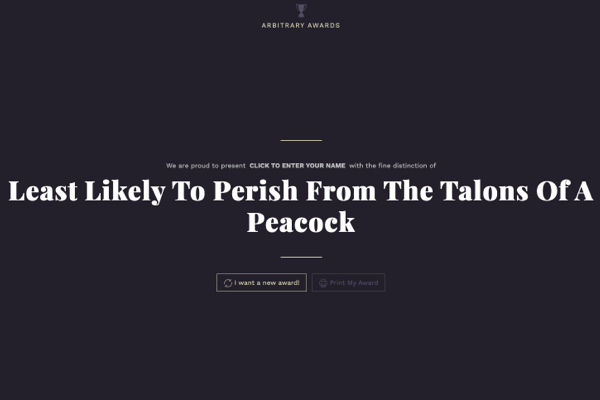 ARBITRARY AWARDS
We are proud to present CLICK TO ENTER YOUR NAME with the fine distinction of
Least Likely To Perish From The Talons Of A
Peacock
I want a new award!
Print My Award